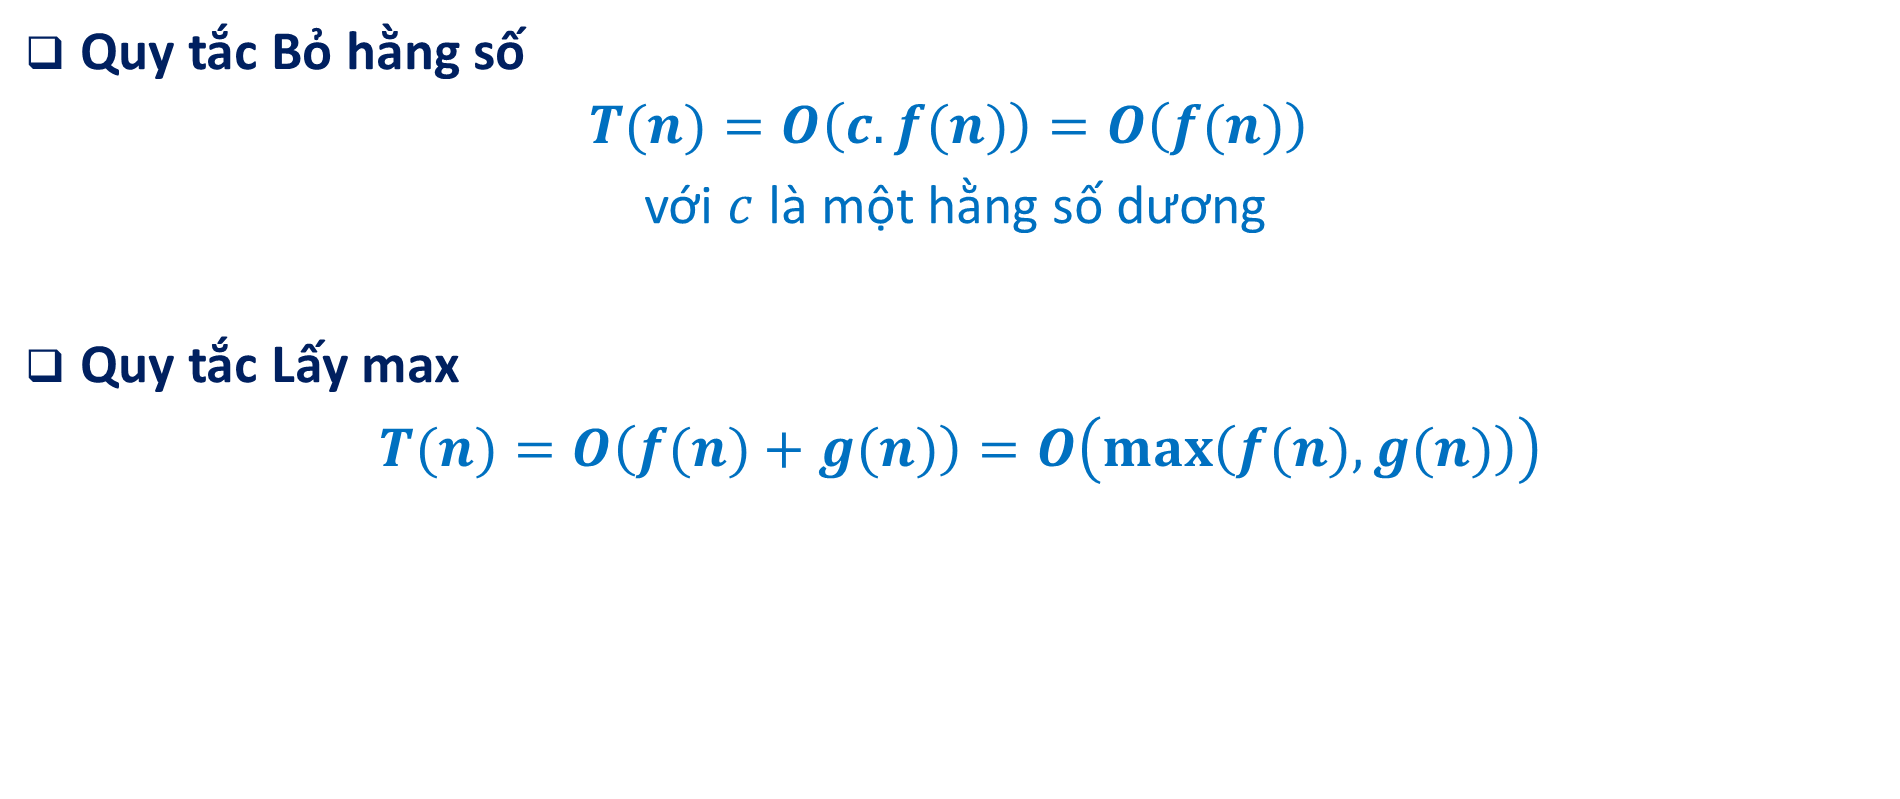 ❑ Quy tắc Bỏ hằng số
T(n) = O(c.f(n)) = O(f(n))
với c là một hằng số dương
❑ Quy tắc Lấy max
T(n) = O(f(n) + g(n)) = O(max(f(n), g(n)))